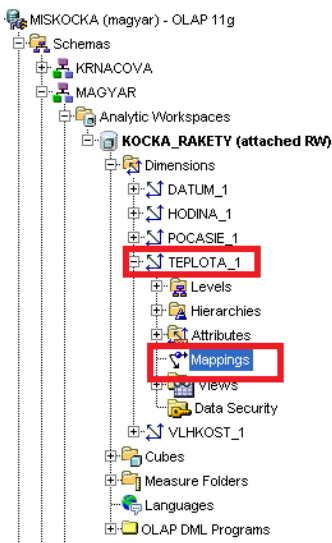 MISKOCKA (magyar) - OLAP 11g
Schemas
KRNACOVA
MAGYAR
Analytic Workspaces
KOCKA_RAKETY (attached RW)
Dimensions
DATUM_1
HODINA_1
POCASIE_1
TEPLOTA_1
Levels
Hierarchies
Attributes
Mappings
Views
Data Security
VLHKOST_1
Cubes
Measure Folders
Languages
OLAP DML Programs